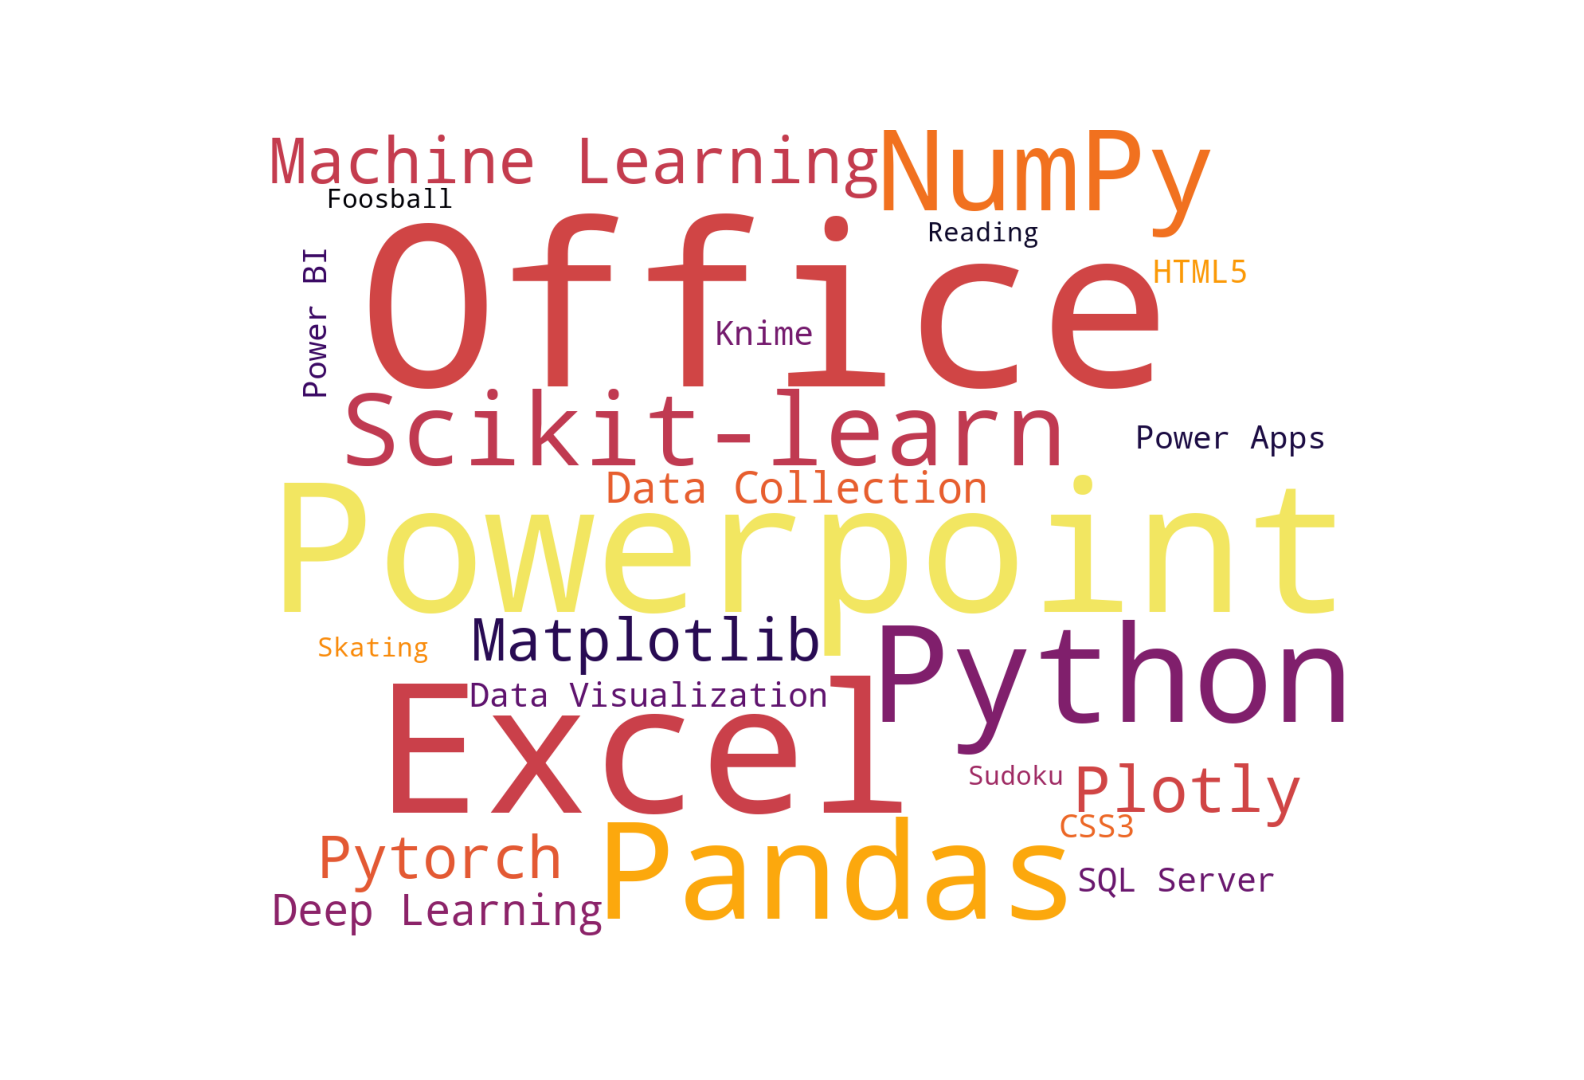 Machine Learning
NumPy
Foosball
Reading
Office
Power BI
HTML5
Knime
Scikit-learn
Power Apps
Data Collection
Powerpoint
Skating
Matplotlib
Python
Data Visualization
Excel
Sudoku
Plotly
CSS3
Pytorch
Pandas
SQL Server
Deep Learning